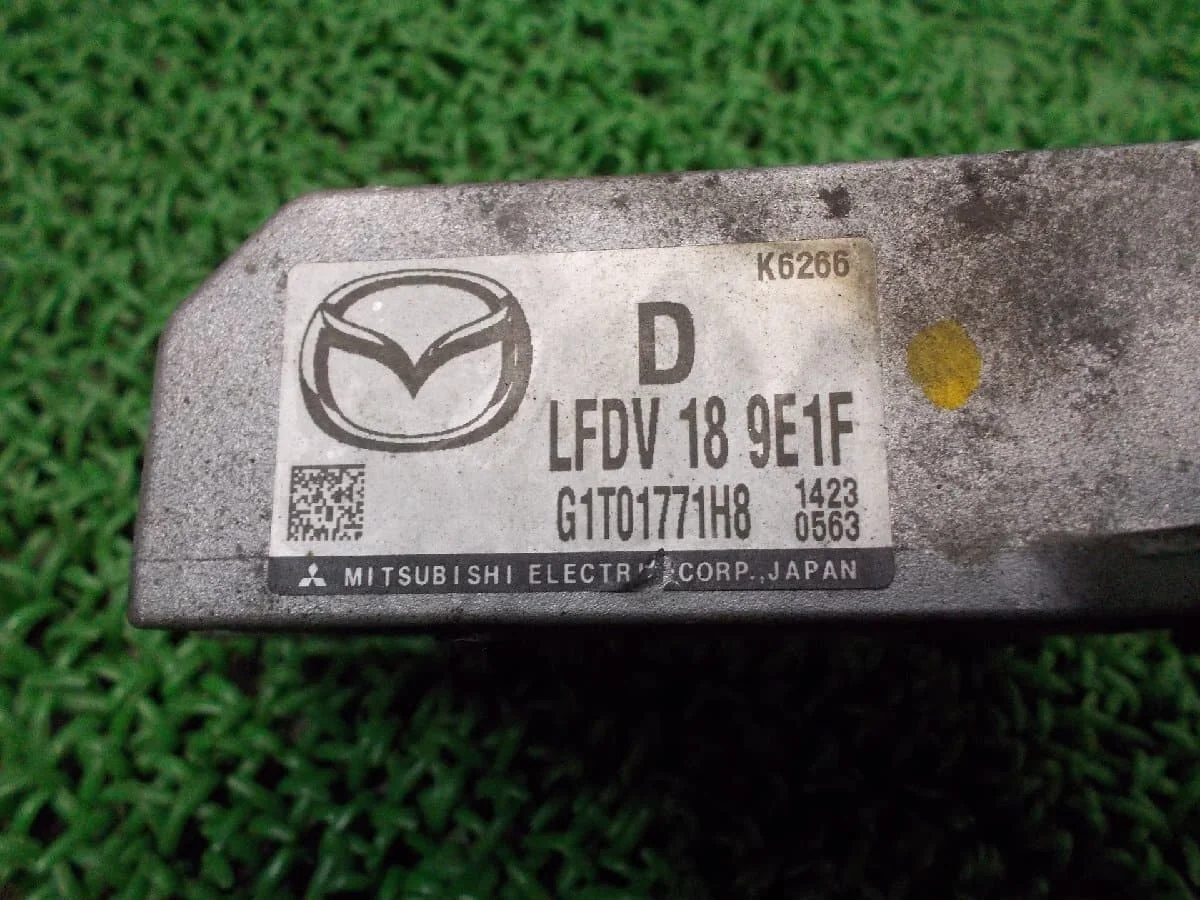 K6266
D
LFDV 18 9E1F
G1T01771H8 1423
0563
MITSUBISHI ELECTRIC CORP.,JAPAN